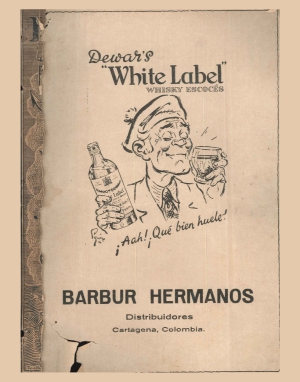 Dewar's
"White Label"
WHISKY ESCOCÉS
¡Aah! ¡Qué bien huele!
BARBUR HERMANOS
Distribuidores
Cartagena, Colombia.